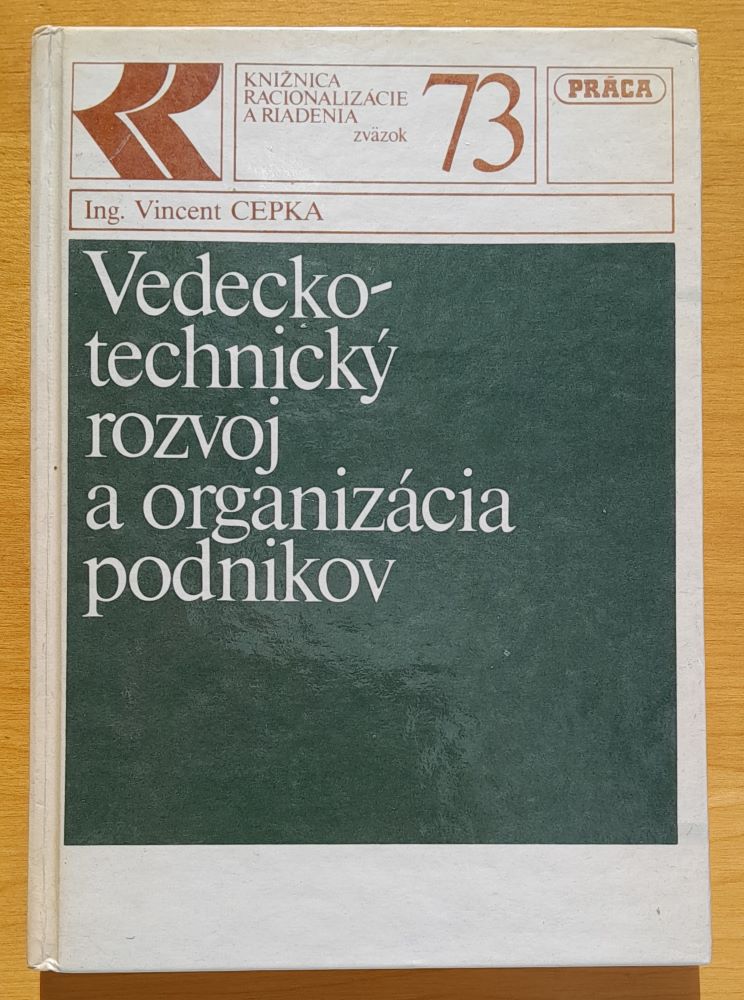 KNIŽNICA
RACIONALIZÁCIE
A RIADENIA
zväzok
73
PRÁCA
Ing. Vincent CEPKA
Vedecko-
technický
rozvoj
a organizácia
podnikov